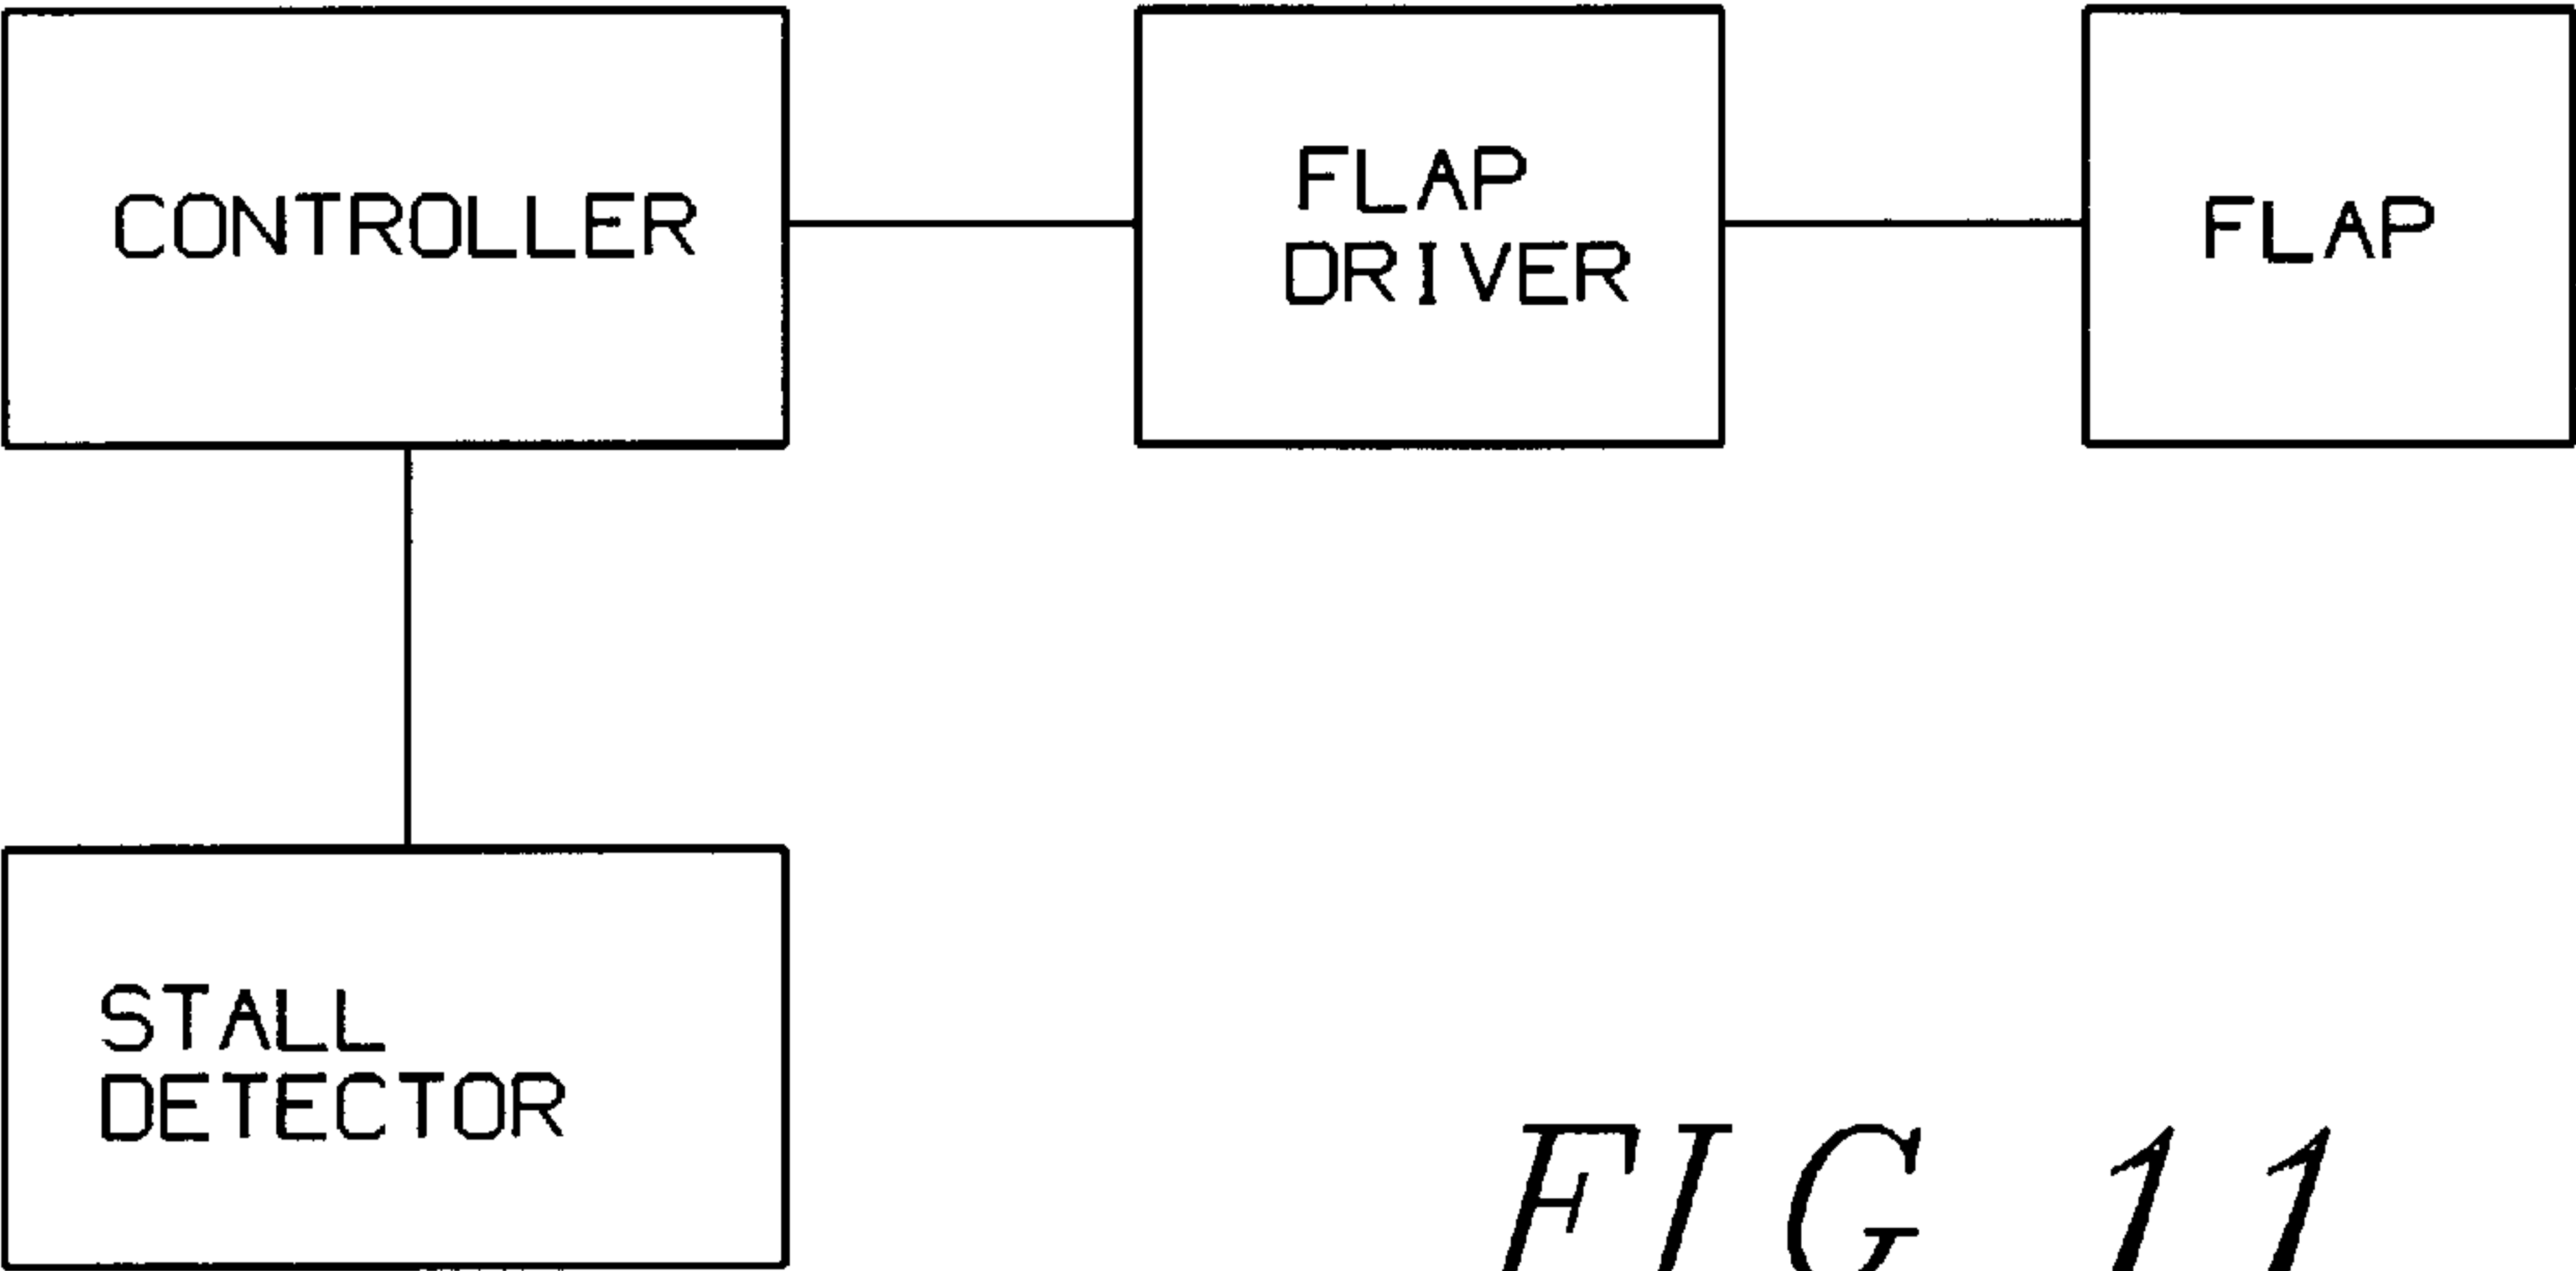 CONTROLLER
FLAP
DRIVER
FLAP
STALL
DETECTOR
FIG 11